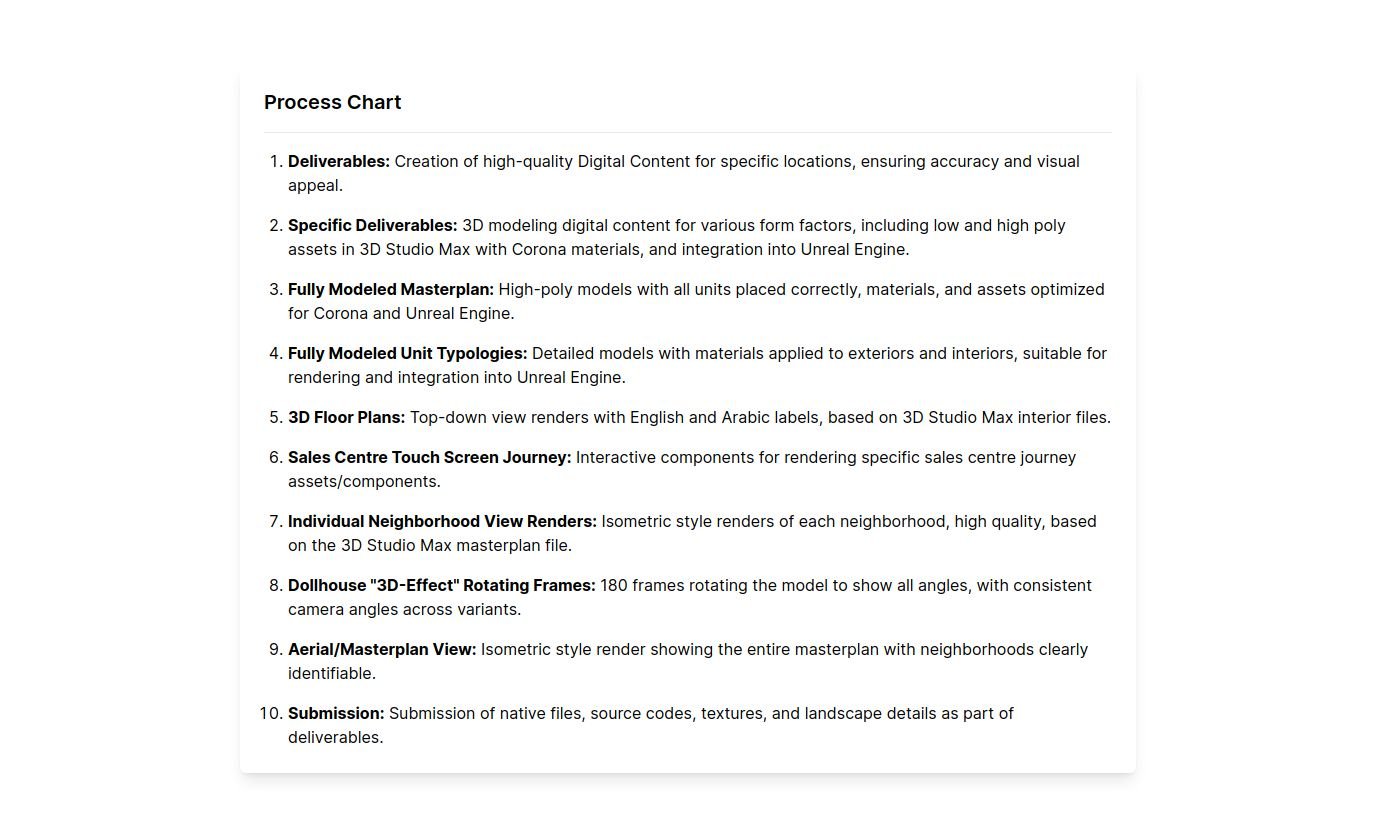 Process Chart
1. Deliverables: Creation of high-quality Digital Content for specific locations, ensuring accuracy and visual
appeal.
2. Specific Deliverables: 3D modeling digital content for various form factors, including low and high poly
assets in 3D Studio Max with Corona materials, and integration into Unreal Engine.
3. Fully Modeled Masterplan: High-poly models with all units placed correctly, materials, and assets optimized
for Corona and Unreal Engine.
4. Fully Modeled Unit Typologies: Detailed models with materials applied to exteriors and interiors, suitable for
rendering and integration into Unreal Engine.
5. 3D Floor Plans: Top-down view renders with English and Arabic labels, based on 3D Studio Max interior files.
6. Sales Centre Touch Screen Journey: Interactive components for rendering specific sales centre journey
assets/components.
7. Individual Neighborhood View Renders: Isometric style renders of each neighborhood, high quality, based
on the 3D Studio Max masterplan file.
8. Dollhouse "3D-Effect" Rotating Frames: 180 frames rotating the model to show all angles, with consistent
camera angles across variants.
9. Aerial/Masterplan View: Isometric style render showing the entire masterplan with neighborhoods clearly
identifiable.
10. Submission: Submission of native files, source codes, textures, and landscape details as part of
deliverables.